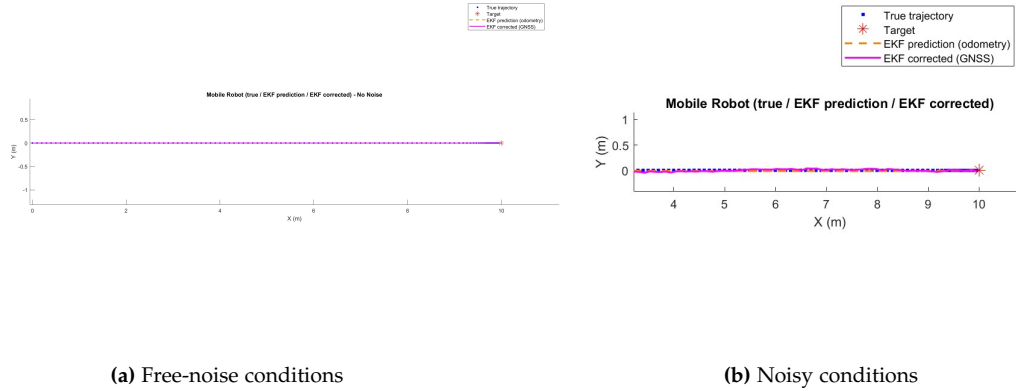 True trajectory
Target
EKF prediction (odometry)
EKF corrected (GNSS)
Mobile Robot (true / EKF prediction / EKF corrected) - No Noise
0.5
0
-0.5
-1
Y (m)
0 2 4 6 8 10
X (m)
True trajectory
Target
EKF prediction (odometry)
EKF corrected (GNSS)
Mobile Robot (true / EKF prediction / EKF corrected)
1
0.5
0
Y (m)
4 5 6 7 8 9 10
X (m)
(a) Free-noise conditions
(b) Noisy conditions